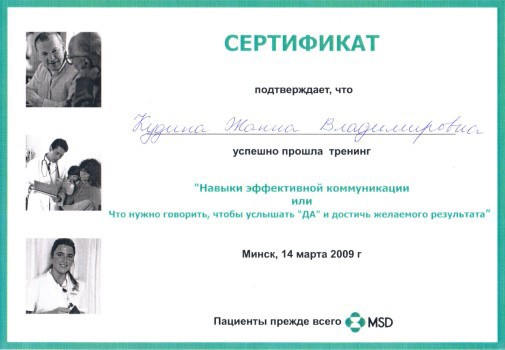 СЕРТИФИКАТ
подтверждает, что
Кудина Жанна Владимировна
успешно прошла тренинг
"Навыки эффективной коммуникации
или
Что нужно говорить, чтобы услышать "ДА" и достичь желаемого результата"
Минск, 14 марта 2009 г
Пациенты прежде всего MSD